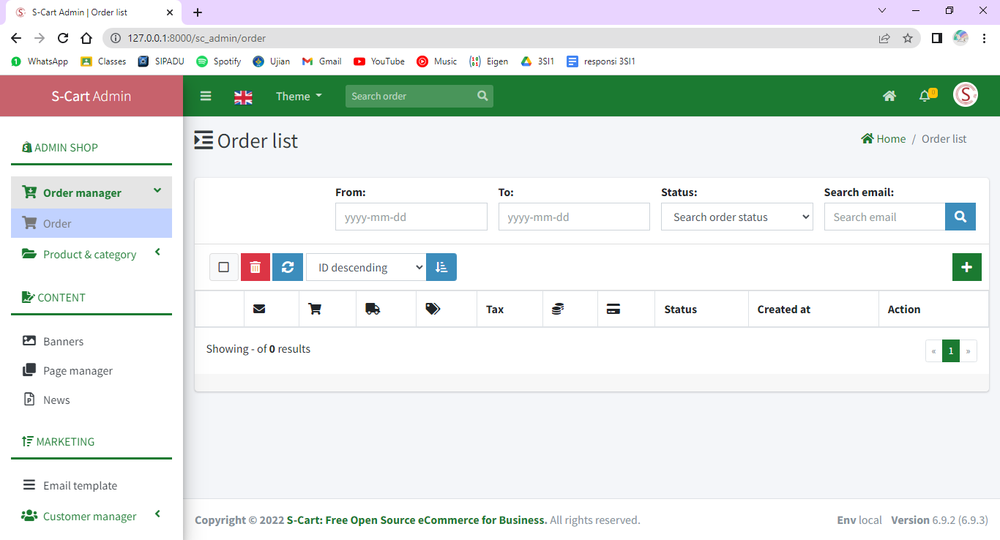 S-Cart Admin | Order list
127.0.0.1:8000/sc_admin/order
WhatsApp Classes SIPADU Spotify Ujian Gmail YouTube Music Eigen 3SI1 responsi 3SI1
S-Cart Admin
Theme
Search order
0
ADMIN SHOP
Order manager
Order
Product & category
CONTENT
Banners
Page manager
News
MARKETING
Email template
Customer manager
Order list
Home / Order list
From: To: Status: Search email:
yyyy-mm-dd yyyy-mm-dd Search order status Search email
ID descending
Tax Status Created at Action
Showing - of 0 results
« 1 »
Copyright © 2022 S-Cart: Free Open Source eCommerce for Business. All rights reserved.
Env local Version 6.9.2 (6.9.3)